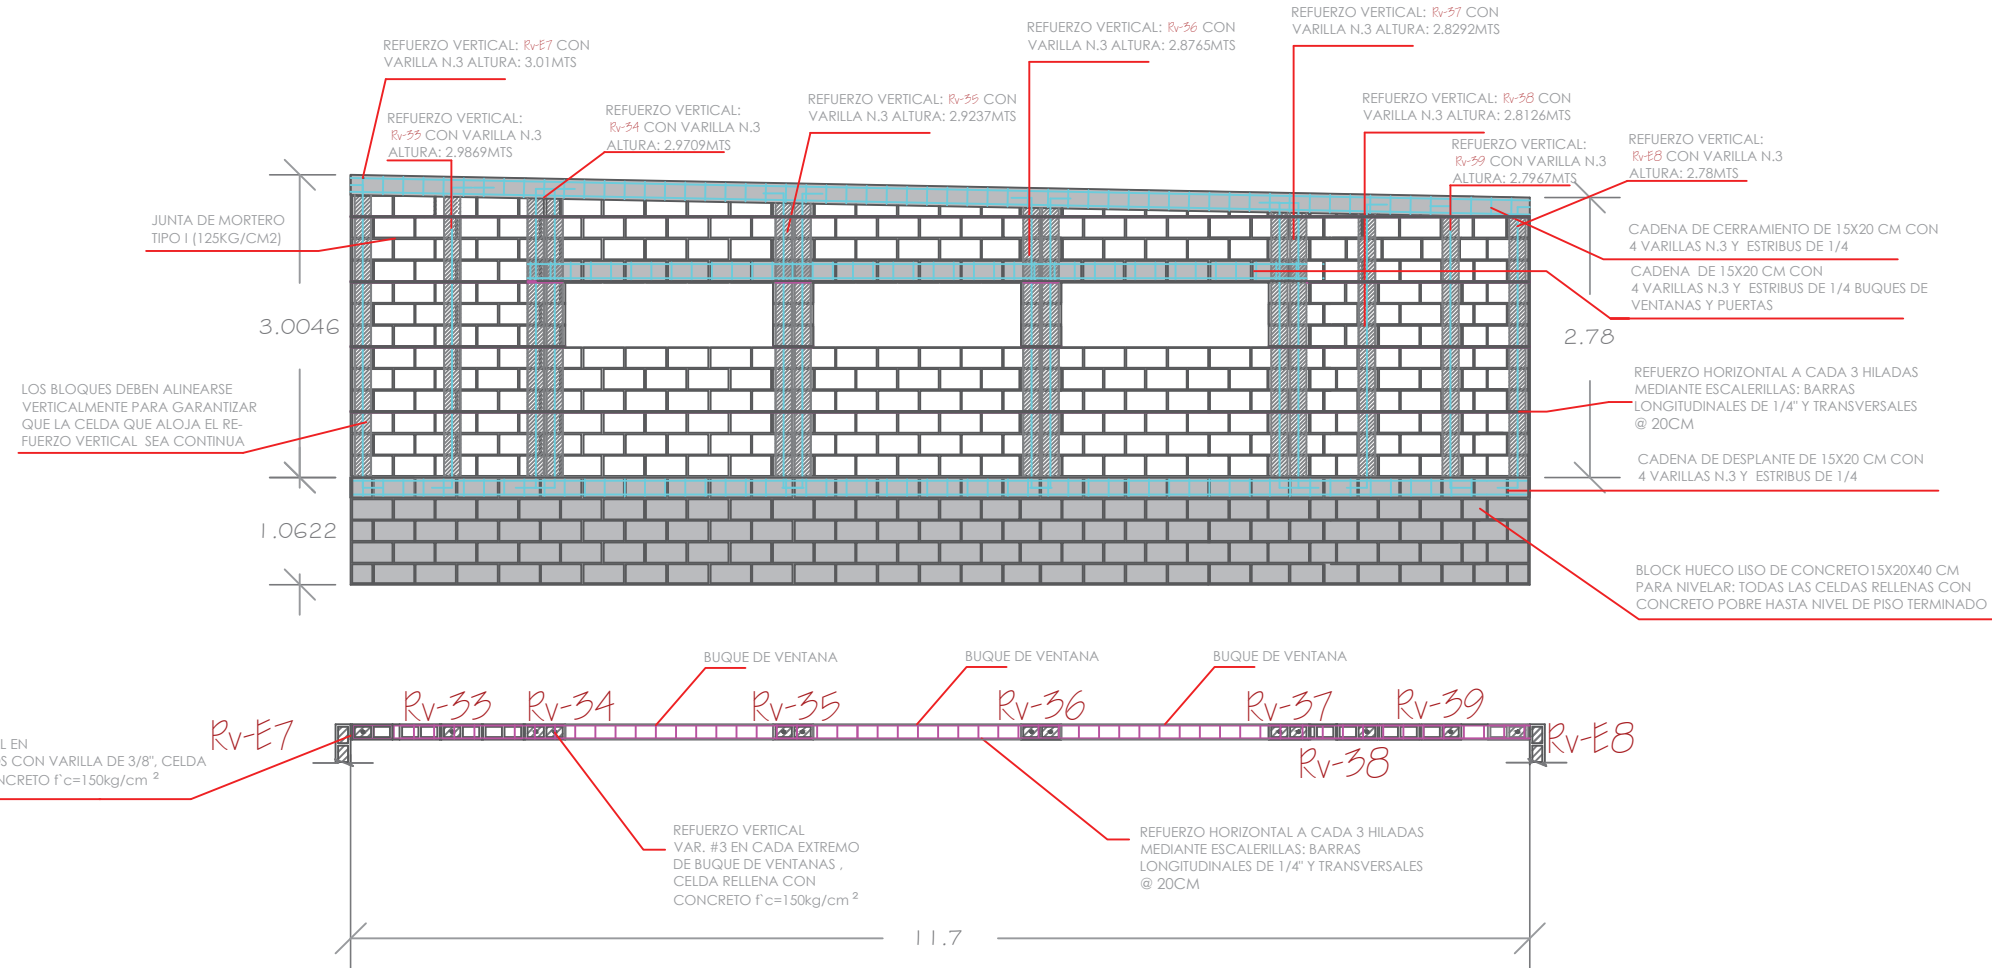 REFUERZO VERTICAL: Rv-E7 CON
VARILLA N.3 ALTURA: 3.01MTS
REFUERZO VERTICAL:
Rv-33 CON VARILLA N.3
ALTURA: 2.9869MTS
REFUERZO VERTICAL:
Rv-34 CON VARILLA N.3
ALTURA: 2.9709MTS
REFUERZO VERTICAL: Rv-35 CON
VARILLA N.3 ALTURA: 2.9237MTS
REFUERZO VERTICAL: Rv-36 CON
VARILLA N.3 ALTURA: 2.8765MTS
REFUERZO VERTICAL: Rv-37 CON
VARILLA N.3 ALTURA: 2.8292MTS
REFUERZO VERTICAL: Rv-38 CON
VARILLA N.3 ALTURA: 2.8126MTS
REFUERZO VERTICAL:
Rv-39 CON VARILLA N.3
ALTURA: 2.7967MTS
REFUERZO VERTICAL:
Rv-E8 CON VARILLA N.3
ALTURA: 2.78MTS
JUNTA DE MORTERO
TIPO I (125KG/CM2)
CADENA DE CERRAMIENTO DE 15X20 CM CON
4 VARILLAS N.3 Y ESTRIBUS DE 1/4
CADENA DE 15X20 CM CON
4 VARILLAS N.3 Y ESTRIBUS DE 1/4 BUQUES DE
VENTANAS Y PUERTAS
3.0046
2.78
LOS BLOQUES DEBEN ALINEARSE
VERTICALMENTE PARA GARANTIZAR
QUE LA CELDA QUE ALOJA EL RE-
FUERZO VERTICAL SEA CONTINUA
REFUERZO HORIZONTAL A CADA 3 HILADAS
MEDIANTE ESCALERILLAS: BARRAS
LONGITUDINALES DE 1/4" Y TRANSVERSALES
@ 20CM
CADENA DE DESPLANTE DE 15X20 CM CON
4 VARILLAS N.3 Y ESTRIBUS DE 1/4
1.0622
BLOCK HUECO LISO DE CONCRETO15X20X40 CM
PARA NIVELAR: TODAS LAS CELDAS RELLENAS CON
CONCRETO POBRE HASTA NIVEL DE PISO TERMINADO
BUQUE DE VENTANA
BUQUE DE VENTANA
BUQUE DE VENTANA
Rv-E7
Rv-33
Rv-34
Rv-35
Rv-36
Rv-37
Rv-38
Rv-39
Rv-E8
L EN
S CON VARILLA DE 3/8", CELDA
NCRETO f`c=150kg/cm ²
REFUERZO VERTICAL
VAR. #3 EN CADA EXTREMO
DE BUQUE DE VENTANAS ,
CELDA RELLENA CON
CONCRETO f`c=150kg/cm ²
REFUERZO HORIZONTAL A CADA 3 HILADAS
MEDIANTE ESCALERILLAS: BARRAS
LONGITUDINALES DE 1/4" Y TRANSVERSALES
@ 20CM
11.7